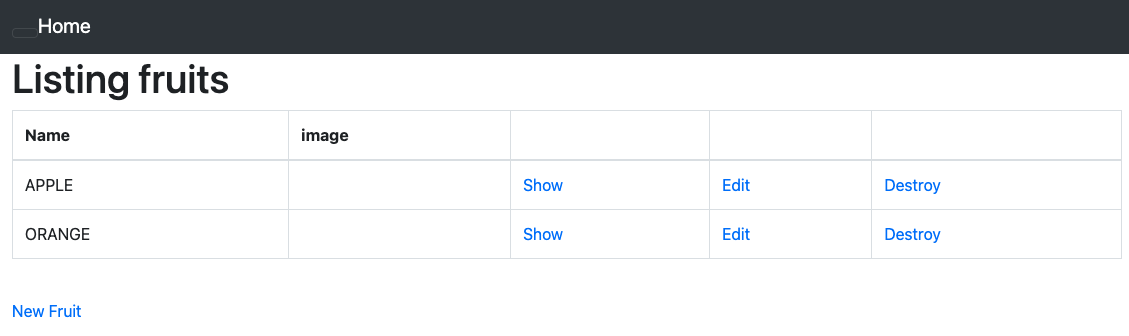 Home
Listing fruits
Name image
APPLE Show Edit Destroy
ORANGE Show Edit Destroy
New Fruit